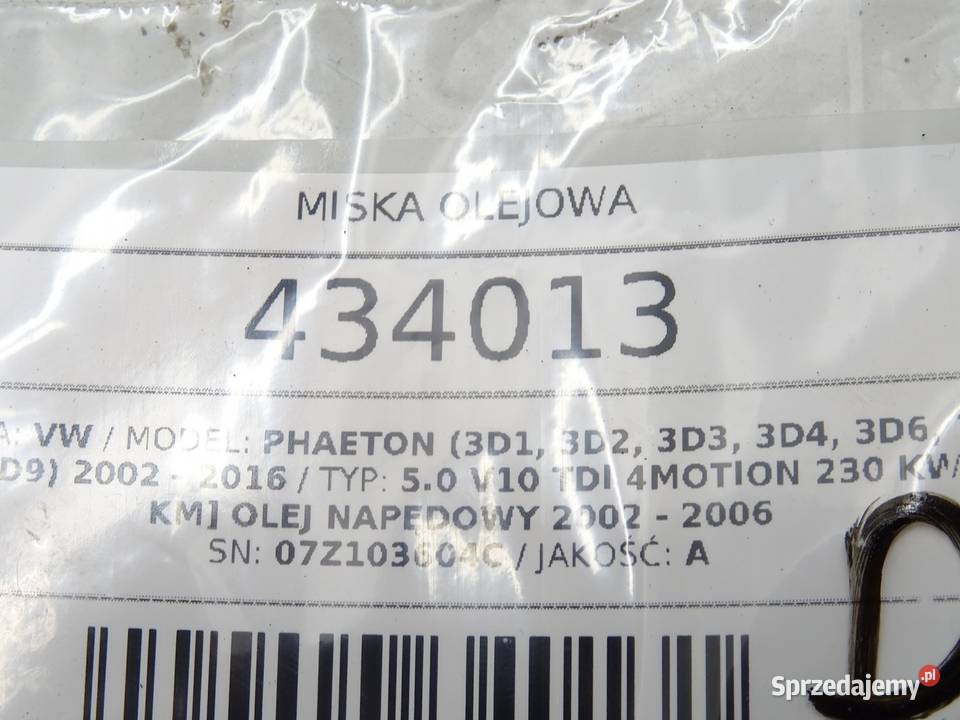 MISKA OLEJOWA
434013
A: VW / MODEL: PHAETON (3D1, 3D2, 3D3, 3D4, 3D6,
D9) 2002 - 2016 / TYP: 5.0 V10 TDI 4MOTION 230 KW/
KM] OLEJ NAPEDOWY 2002 - 2006
SN: 07Z103604C / JAKOŚĆ: A
D
Sprzedajemy.pl